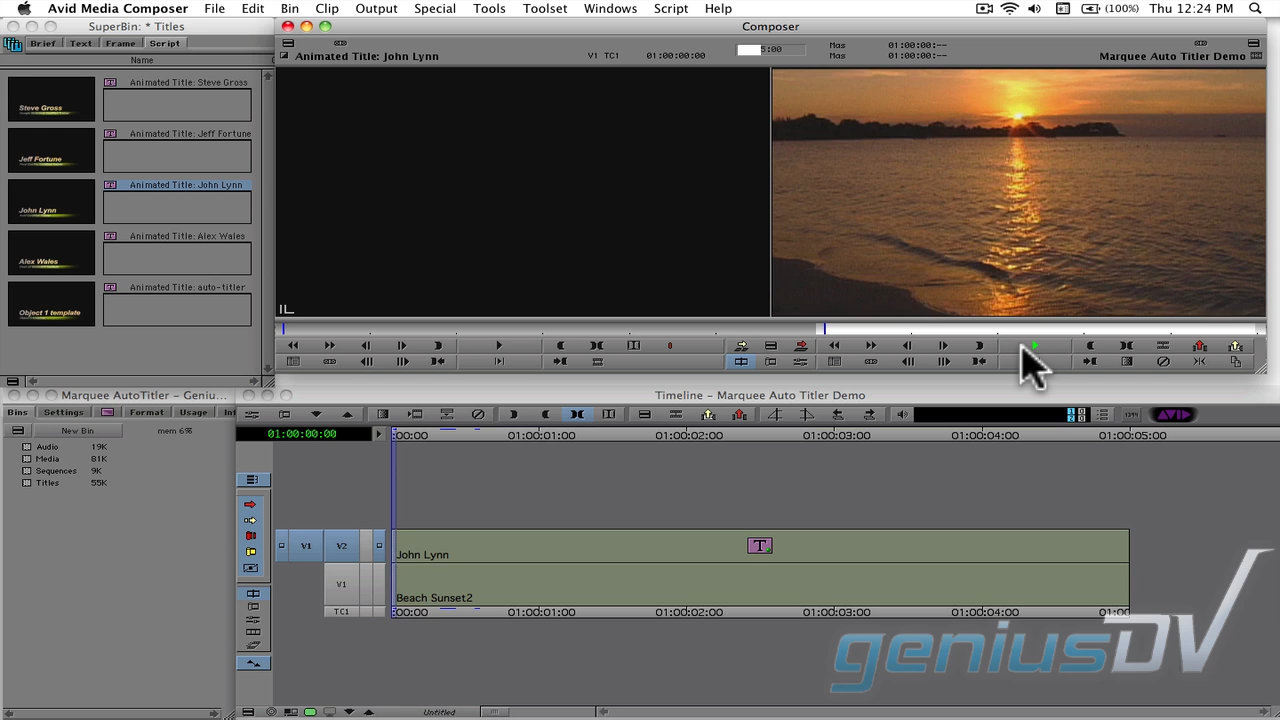 Avid Media Composer File Edit Bin Clip Output Special Tools Toolset Windows Script Help (100%) Thu 12:24 PM
SuperBin: * Titles
Brief Text Frame Script
Name
Steve Gross
Animated Title: Steve Gross
Jeff Fortune
Animated Title: Jeff Fortune
John Lynn
Animated Title: John Lynn
Alex Wales
Animated Title: Alex Wales
Object 1 template
Animated Title: auto-titler
Composer
Animated Title: John Lynn V1 TC1 01:00:00:00 5:00 Mas 01:00:00:--
Mas 01:00:00:--
Marquee Auto Titler Demo
Marquee AutoTitler - Geniu...
Bins Settings Format Usage In
New Bin mem 6%
Audio 19K
Media 81K
Sequences 9K
Titles 55K
Timeline - Marquee Auto Titler Demo
01:00:00:00 :00:00 01:00:01:00 01:00:02:00 01:00:03:00 01:00:04:00 01:00:05:00
V1 V2 John Lynn T
V1 Beach Sunset2
TC1 :00:00 01:00:01:00 01:00:02:00 01:00:03:00 01:00:04:00 01:00
Untitled
geniusDV